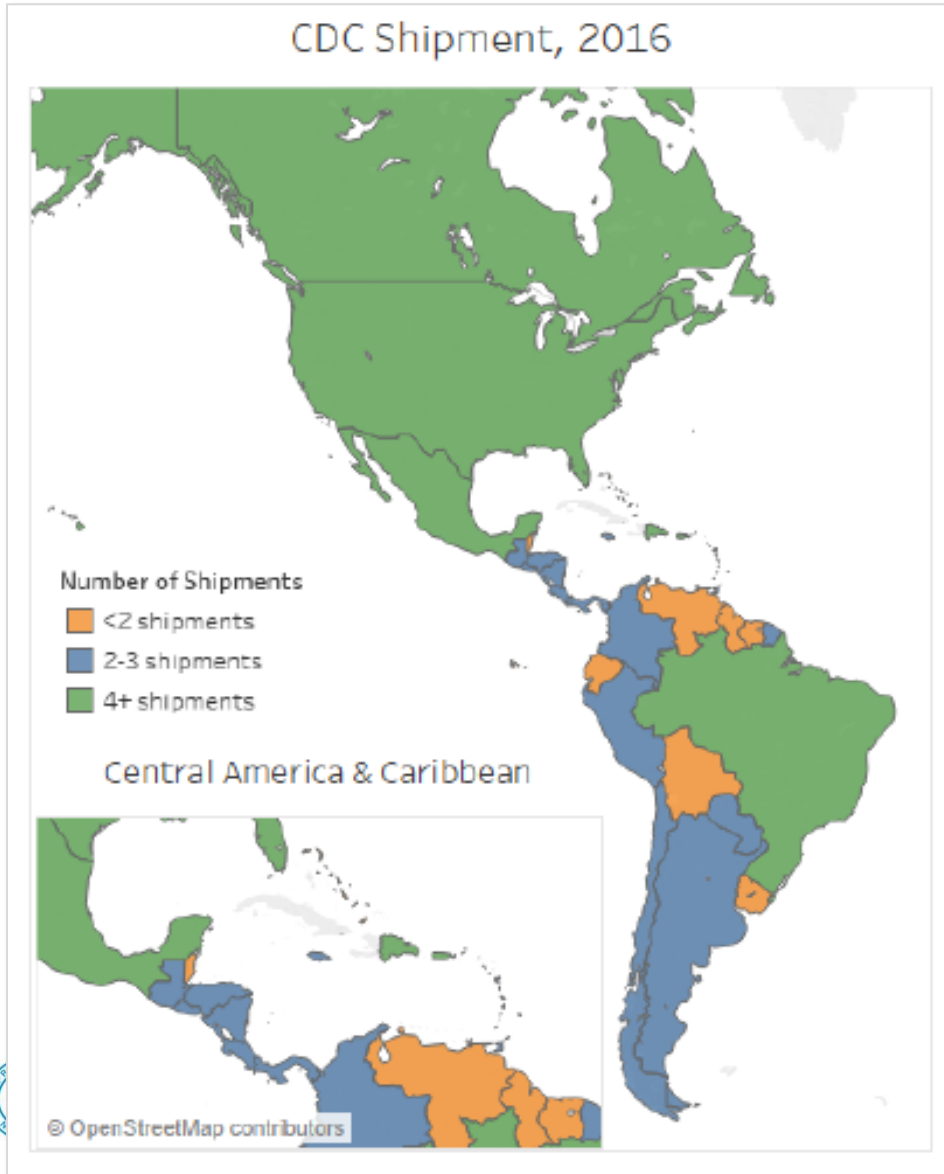 CDC Shipment, 2016
Number of Shipments
<2 shipments
2-3 shipments
4+ shipments
Central America & Caribbean
© OpenStreetMap contributors